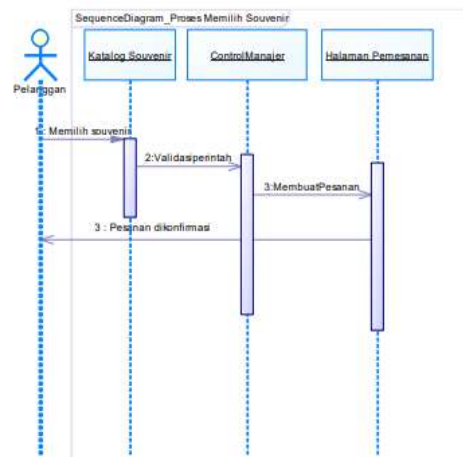 SequenceDiagram_Proses Memilih Souvenir
Katalog Souvenir
ControlManajer
Halaman Pemesanan
Pelanggan
1 : Memilih souvenir
2:Validasiperintah
3:MembuatPesanan
3 : Pesanan dikonfirmasi